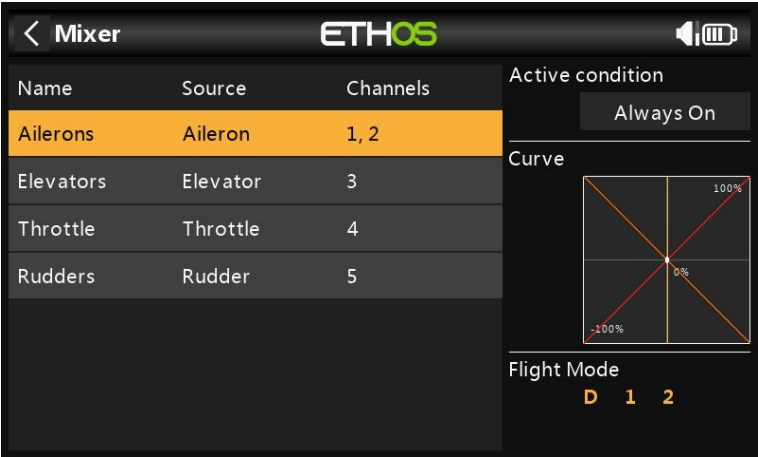 Mixer
ETHOS
Name Source Channels
Ailerons Aileron 1, 2
Elevators Elevator 3
Throttle Throttle 4
Rudders Rudder 5
Active condition
Always On
Curve
100%
0%
-100%
Flight Mode
D 1 2